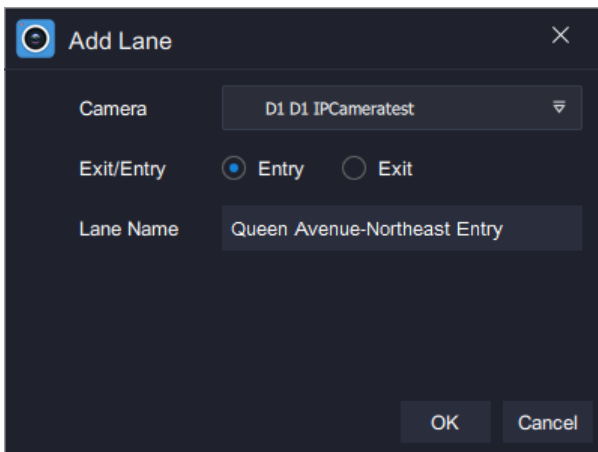 Add Lane
Camera D1 D1 IPCameratest
Exit/Entry Entry Exit
Lane Name Queen Avenue-Northeast Entry
OK Cancel